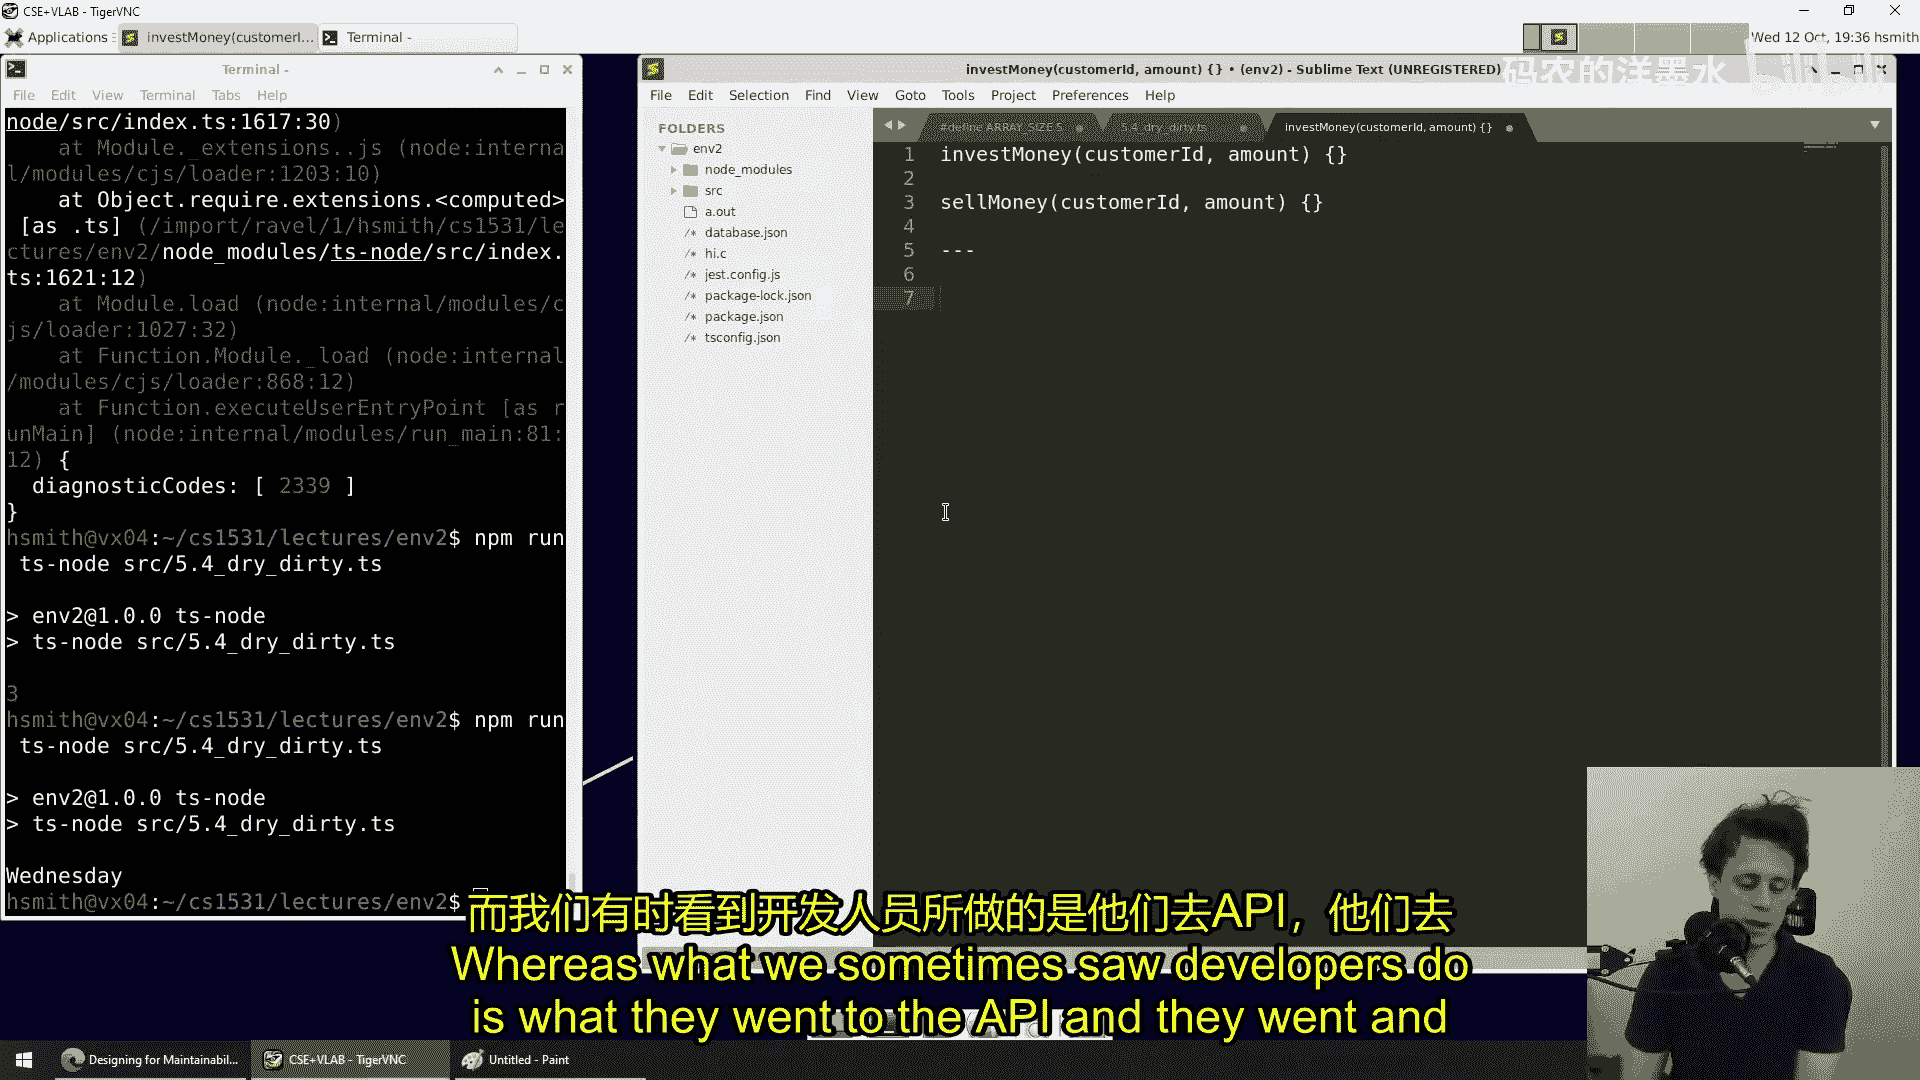 CSE+VLAB - TigerVNC
Applications
investMoney(customerI...
Terminal -
Wed 12 Oct, 19:36 hsmith
Terminal -
File Edit View Terminal Tabs Help
node/src/index.ts:1617:30)
at Module._extensions..js (node:interna
l/modules/cjs/loader:1203:10)
at Object.require.extensions.<computed>
[as .ts] (/import/ravel/1/hsmith/cs1531/le
ctures/env2/node_modules/ts-node/src/index.
ts:1621:12)
at Module.load (node:internal/modules/c
js/loader:1027:32)
at Function.Module._load (node:internal
/modules/cjs/loader:868:12)
at Function.executeUserEntryPoint [as r
unMain] (node:internal/modules/run_main:81:
12) {
diagnosticCodes: [ 2339 ]
}
hsmith@vx04:~/cs1531/lectures/env2$ npm run
ts-node src/5.4_dry_dirty.ts
> env2@1.0.0 ts-node
> ts-node src/5.4_dry_dirty.ts
3
hsmith@vx04:~/cs1531/lectures/env2$ npm run
ts-node src/5.4_dry_dirty.ts
> env2@1.0.0 ts-node
> ts-node src/5.4_dry_dirty.ts
Wednesday
hsmith@vx04:~/cs1531/lectures/env2$
investMoney(customerId, amount) {} • (env2) - Sublime Text (UNREGISTERED)
码农的洋墨水
bilibili
File Edit Selection Find View Goto Tools Project Preferences Help
FOLDERS
env2
node_modules
src
a.out
/* database.json
/* hi.c
/* jest.config.js
/* package-lock.json
/* package.json
/* tsconfig.json
#define ARRAY_SIZE 5
5.4_dry_dirty.ts
investMoney(customerId, amount) {}
1 investMoney(customerId, amount) {}
2
3 sellMoney(customerId, amount) {}
4
5 ---
6
7
而我们有时看到开发人员所做的是他们去API，他们去
Whereas what we sometimes saw developers do
is what they went to the API and they went and
Designing for Maintainabil...
CSE+VLAB - TigerVNC
Untitled - Paint